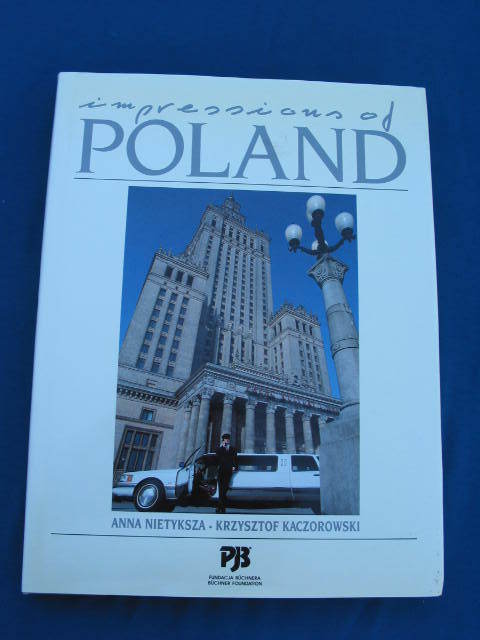 impressions of
POLAND
ANNA NIETYKSZA - KRZYSZTOF KACZOROWSKI
PJB
FUNDACJA BÜCHNERA
BÜCHNER FOUNDATION